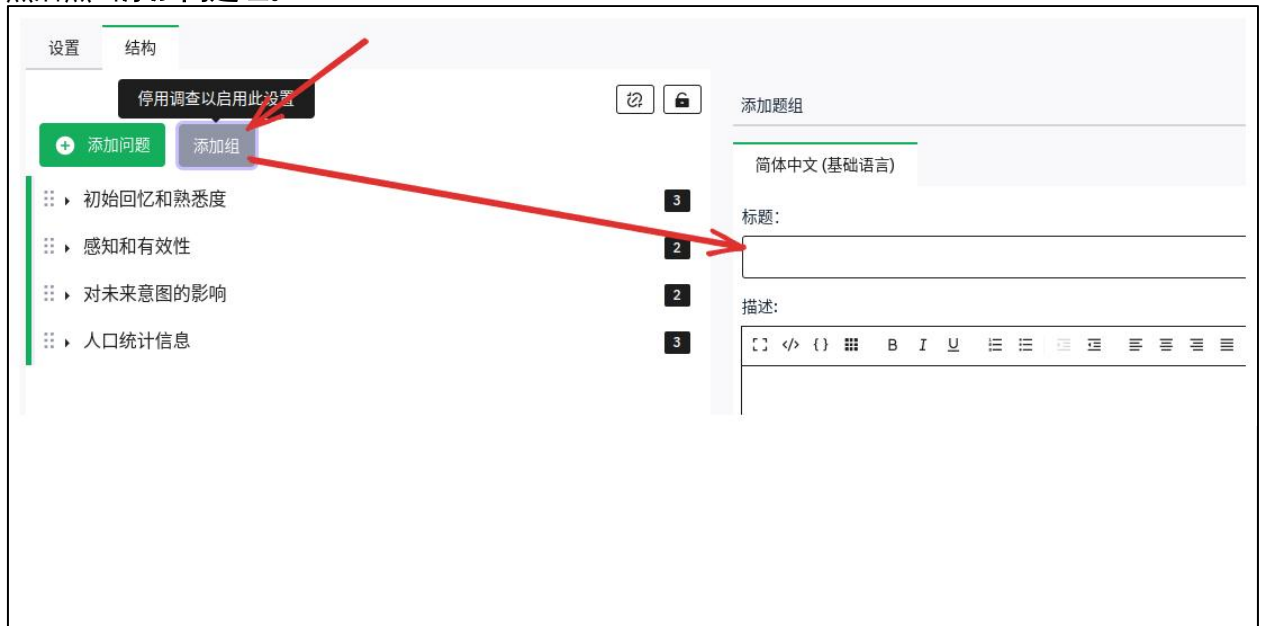 设置 结构
停用调查以启用此设置
添加问题 添加组
初始回忆和熟悉度 3
感知和有效性 2
对未来意图的影响 2
人口统计信息 3
添加题组
简体中文 (基础语言)
标题:
描述:
B I U